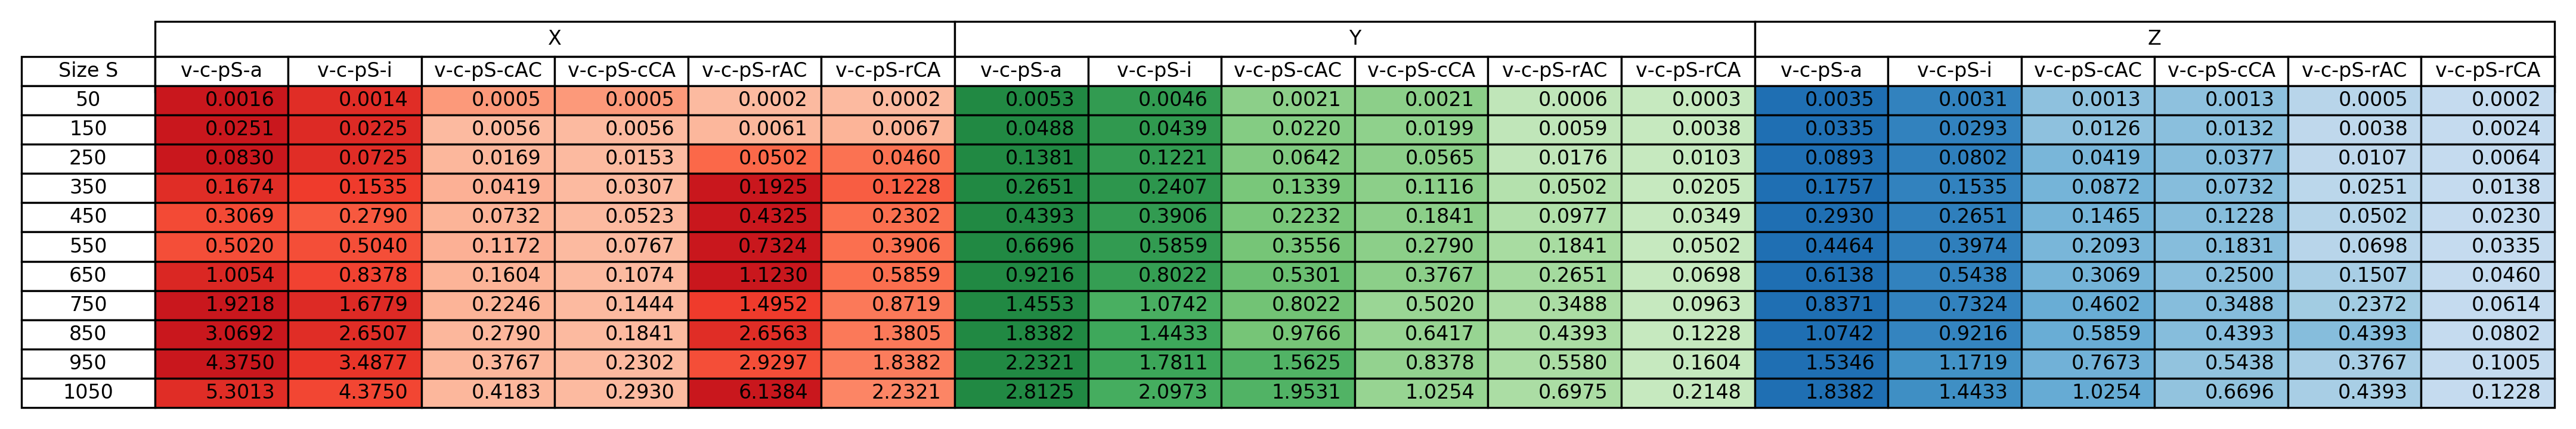 X Y Z
Size S v-c-pS-a v-c-pS-i v-c-pS-cAC v-c-pS-cCA v-c-pS-rAC v-c-pS-rCA v-c-pS-a v-c-pS-i v-c-pS-cAC v-c-pS-cCA v-c-pS-rAC v-c-pS-rCA v-c-pS-a v-c-pS-i v-c-pS-cAC v-c-pS-cCA v-c-pS-rAC v-c-pS-rCA
50 0.0016 0.0014 0.0005 0.0005 0.0002 0.0002 0.0053 0.0046 0.0021 0.0021 0.0006 0.0003 0.0035 0.0031 0.0013 0.0013 0.0005 0.0002
150 0.0251 0.0225 0.0056 0.0056 0.0061 0.0067 0.0488 0.0439 0.0220 0.0199 0.0059 0.0038 0.0335 0.0293 0.0126 0.0132 0.0038 0.0024
250 0.0830 0.0725 0.0169 0.0153 0.0502 0.0460 0.1381 0.1221 0.0642 0.0565 0.0176 0.0103 0.0893 0.0802 0.0419 0.0377 0.0107 0.0064
350 0.1674 0.1535 0.0419 0.0307 0.1925 0.1228 0.2651 0.2407 0.1339 0.1116 0.0502 0.0205 0.1757 0.1535 0.0872 0.0732 0.0251 0.0138
450 0.3069 0.2790 0.0732 0.0523 0.4325 0.2302 0.4393 0.3906 0.2232 0.1841 0.0977 0.0349 0.2930 0.2651 0.1465 0.1228 0.0502 0.0230
550 0.5020 0.5040 0.1172 0.0767 0.7324 0.3906 0.6696 0.5859 0.3556 0.2790 0.1841 0.0502 0.4464 0.3974 0.2093 0.1831 0.0698 0.0335
650 1.0054 0.8378 0.1604 0.1074 1.1230 0.5859 0.9216 0.8022 0.5301 0.3767 0.2651 0.0698 0.6138 0.5438 0.3069 0.2500 0.1507 0.0460
750 1.9218 1.6779 0.2246 0.1444 1.4952 0.8719 1.4553 1.0742 0.8022 0.5020 0.3488 0.0963 0.8371 0.7324 0.4602 0.3488 0.2372 0.0614
850 3.0692 2.6507 0.2790 0.1841 2.6563 1.3805 1.8382 1.4433 0.9766 0.6417 0.4393 0.1228 1.0742 0.9216 0.5859 0.4393 0.4393 0.0802
950 4.3750 3.4877 0.3767 0.2302 2.9297 1.8382 2.2321 1.7811 1.5625 0.8378 0.5580 0.1604 1.5346 1.1719 0.7673 0.5438 0.3767 0.1005
1050 5.3013 4.3750 0.4183 0.2930 6.1384 2.2321 2.8125 2.0973 1.9531 1.0254 0.6975 0.2148 1.8382 1.4433 1.0254 0.6696 0.4393 0.1228